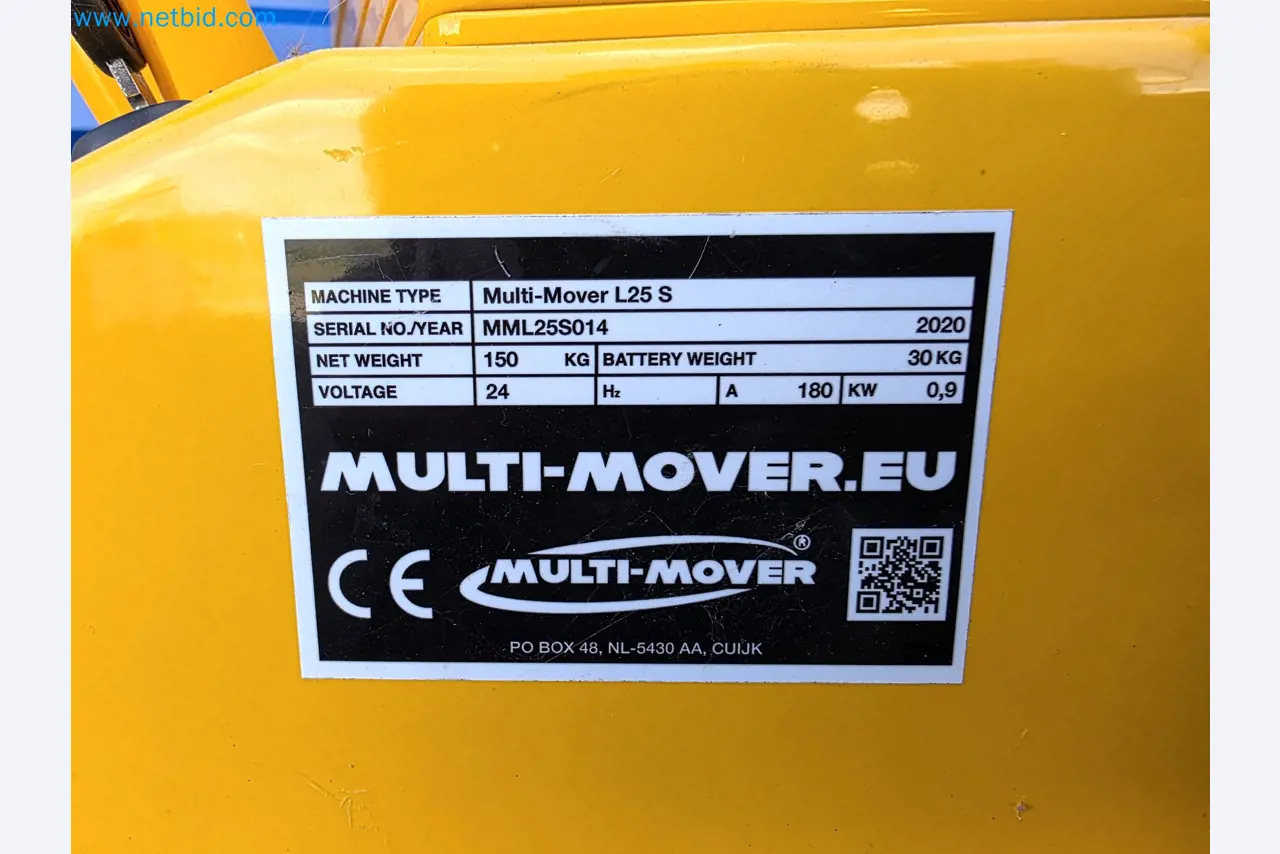 www.netbid.com
MACHINE TYPE Multi-Mover L25 S
SERIAL NO./YEAR MML25S014 2020
NET WEIGHT 150 KG BATTERY WEIGHT 30 KG
VOLTAGE 24 Hz A 180 KW 0,9
MULTI-MOVER.EU
CE MULTI-MOVER®
PO BOX 48, NL-5430 AA, CUIJK